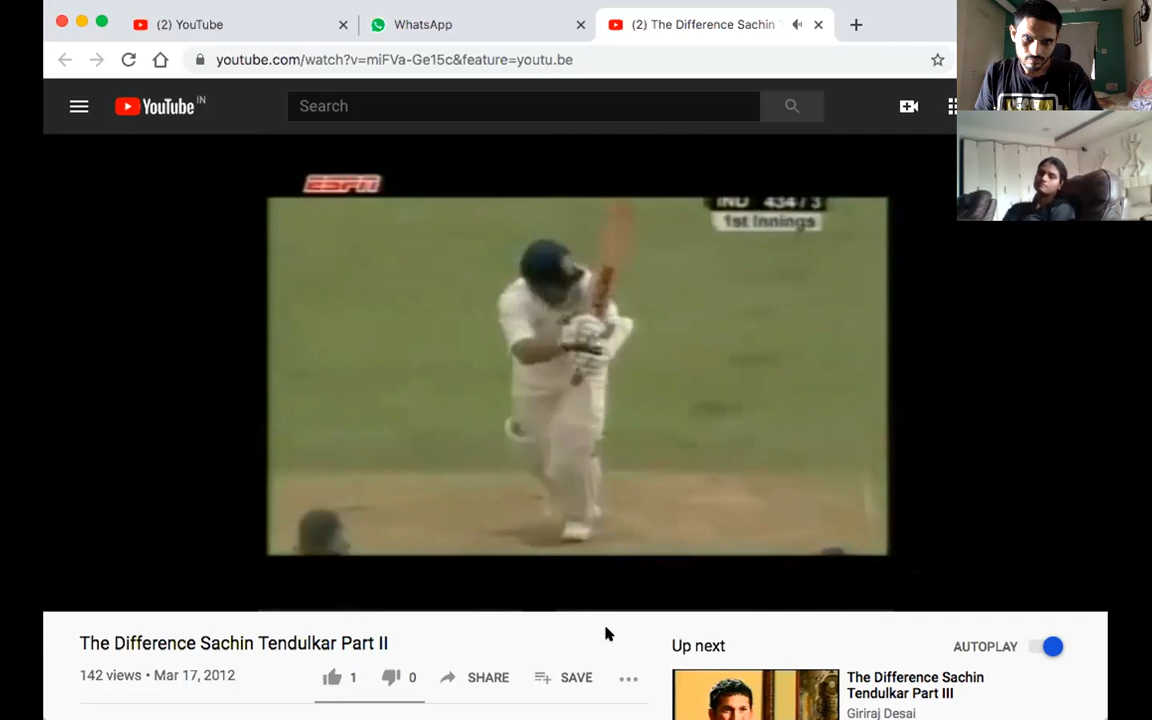 (2) YouTube
WhatsApp
(2) The Difference Sachin
youtube.com/watch?v=miFVa-Ge15c&feature=youtu.be
YouTube IN
Search
ESPN
IND 434/3
1st Innings
The Difference Sachin Tendulkar Part II
142 views • Mar 17, 2012
1
0
SHARE
SAVE
Up next
AUTOPLAY
The Difference Sachin
Tendulkar Part III
Giriraj Desai